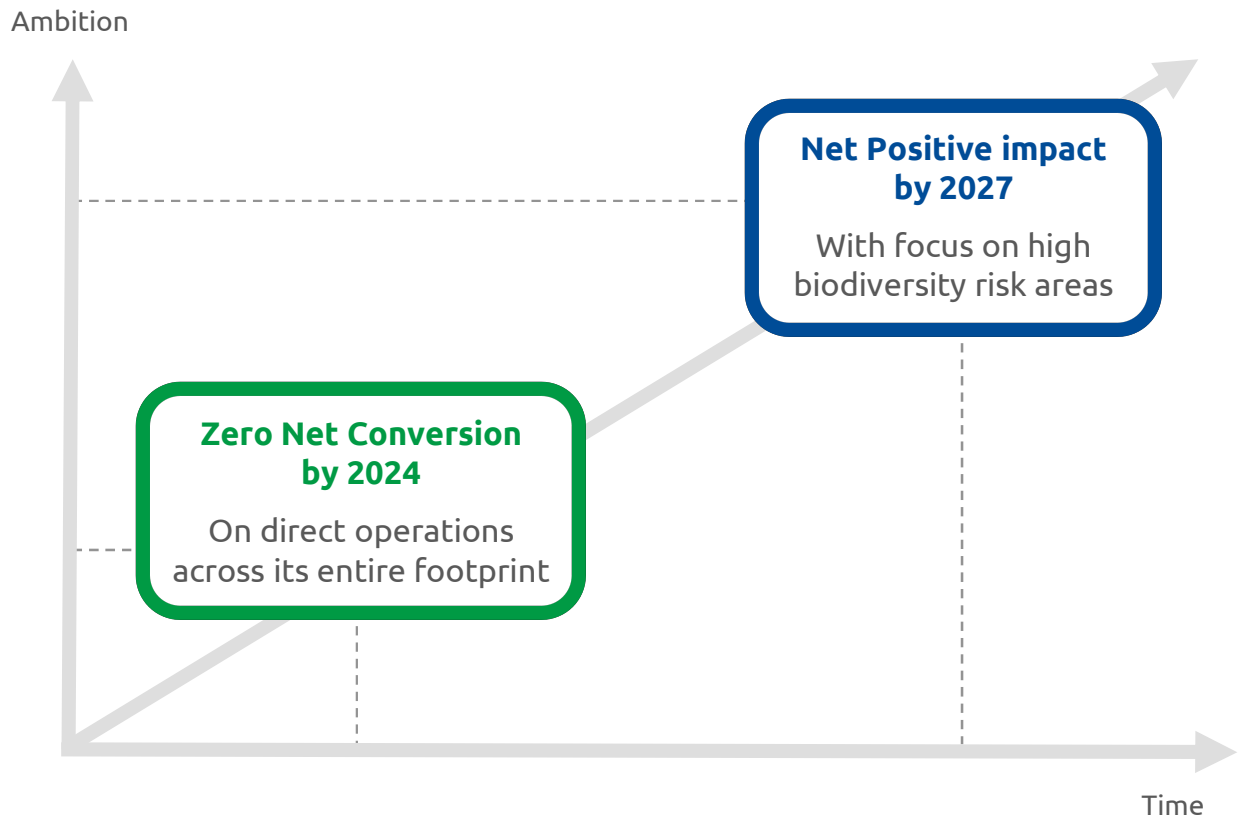 Ambition
Net Positive impact
by 2027
With focus on high
biodiversity risk areas
Zero Net Conversion
by 2024
On direct operations
across its entire footprint
Time